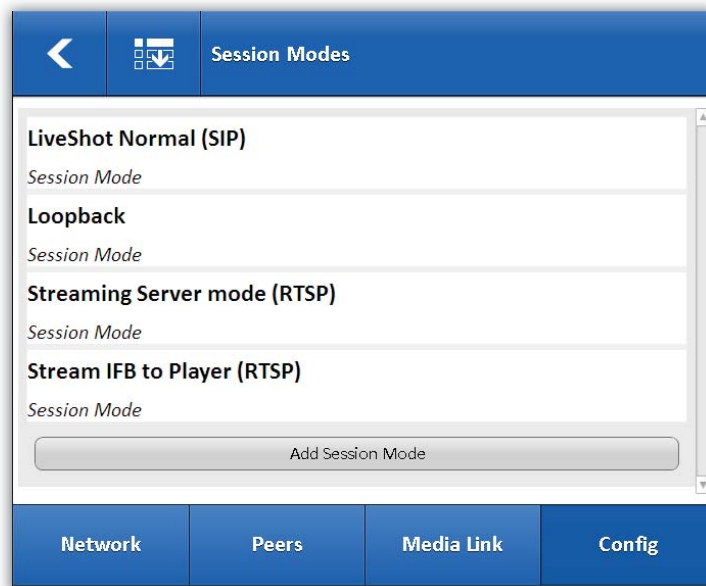 Session Modes
LiveShot Normal (SIP)
Session Mode
Loopback
Session Mode
Streaming Server mode (RTSP)
Session Mode
Stream IFB to Player (RTSP)
Session Mode
Add Session Mode
Network Peers Media Link Config